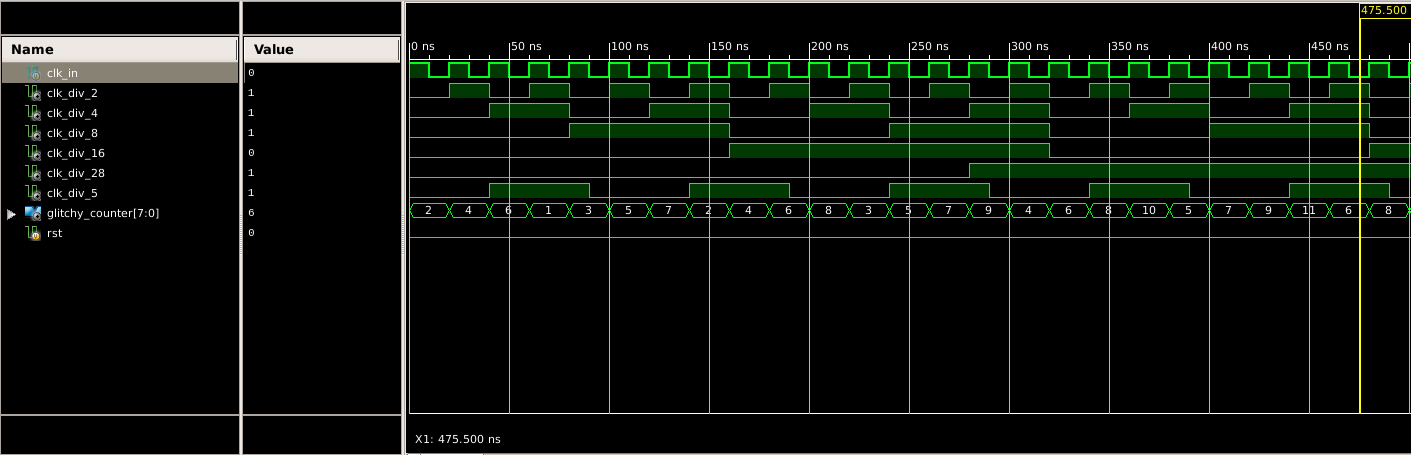 475.500
Name Value
0 ns 50 ns 100 ns 150 ns 200 ns 250 ns 300 ns 350 ns 400 ns 450 ns
clk_in 0
clk_div_2 1
clk_div_4 1
clk_div_8 1
clk_div_16 0
clk_div_28 1
clk_div_5 1
glitchy_counter[7:0] 6 2 4 6 1 3 5 7 2 4 6 8 3 5 7 9 4 6 8 10 5 7 9 11 6 8
rst 0
X1: 475.500 ns